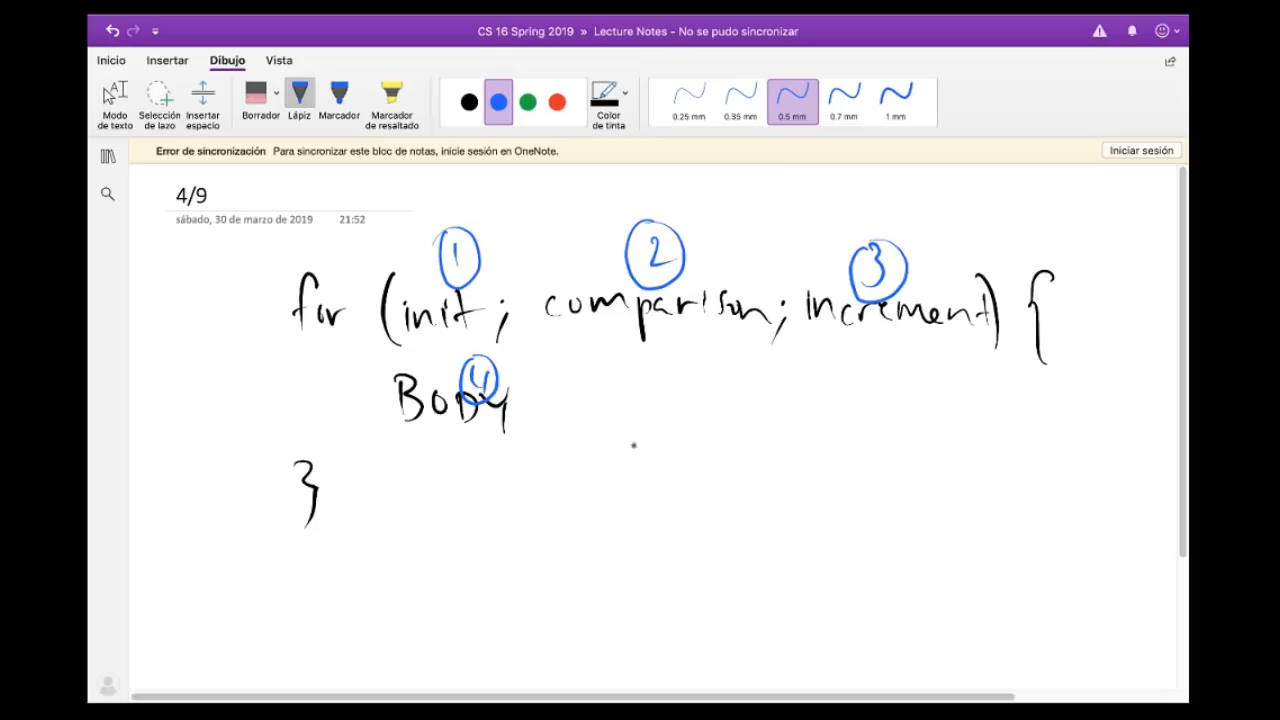 CS 16 Spring 2019 » Lecture Notes - No se pudo sincronizar
Inicio Insertar Dibujo Vista
Modo de texto Selección de lazo Insertar espacio Borrador Lápiz Marcador Marcador de resaltado Color de tinta 0.25 mm 0.35 mm 0.5 mm 0.7 mm 1 mm
Error de sincronización Para sincronizar este bloc de notas, inicie sesión en OneNote. Iniciar sesión
4/9
sábado, 30 de marzo de 2019 21:52
1 2 3
for (init; comparison; increment) {
4
BODY
}